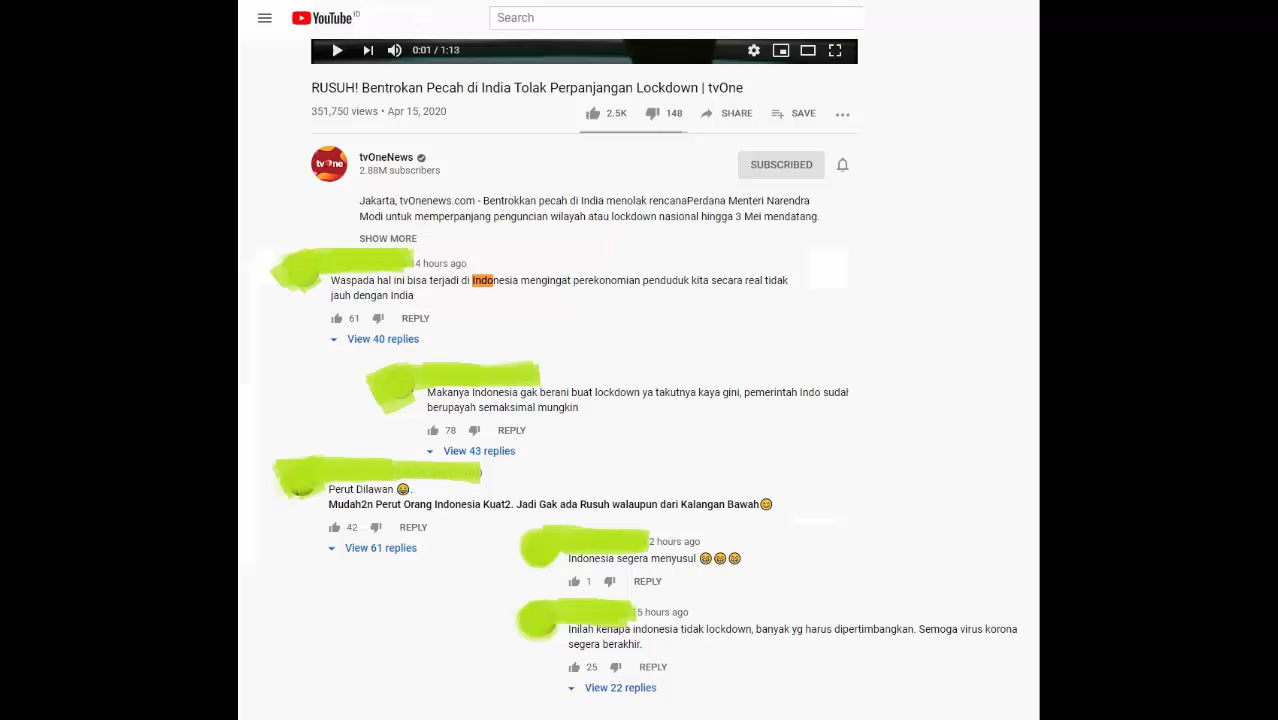 YouTube ID
Search
0:01 / 1:13
RUSUH! Bentrokan Pecah di India Tolak Perpanjangan Lockdown | tvOne
351,750 views • Apr 15, 2020
2.5K 148 SHARE SAVE
tvOne
tvOneNews
2.88M subscribers
SUBSCRIBED
Jakarta, tvOnenews.com - Bentrokkan pecah di India menolak rencanaPerdana Menteri Narendra
Modi untuk memperpanjang penguncian wilayah atau lockdown nasional hingga 3 Mei mendatang.
SHOW MORE
14 hours ago
Waspada hal ini bisa terjadi di Indonesia mengingat perekonomian penduduk kita secara real tidak
jauh dengan India
61 REPLY
View 40 replies
Makanya Indonesia gak berani buat lockdown ya takutnya kaya gini, pemerintah Indo sudah
berupayah semaksimal mungkin
78 REPLY
View 43 replies
Perut Dilawan 😂.
Mudah2n Perut Orang Indonesia Kuat2. Jadi Gak ada Rusuh walaupun dari Kalangan Bawah😊
42 REPLY
View 61 replies
2 hours ago
Indonesia segera menyusul 😁😁😁
1 REPLY
5 hours ago
Inilah kenapa indonesia tidak lockdown, banyak yg harus dipertimbangkan. Semoga virus korona
segera berakhir.
25 REPLY
View 22 replies